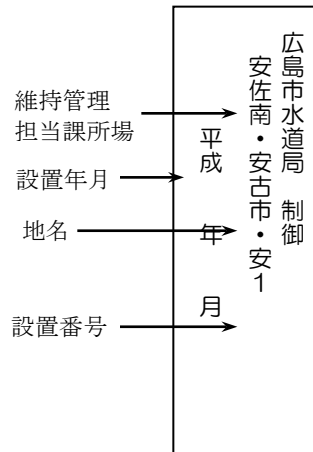 維持管理
担当課所場
設置年月
地名
設置番号
広島市水道局　制御
安佐南・安古市・安1
平成　年　月